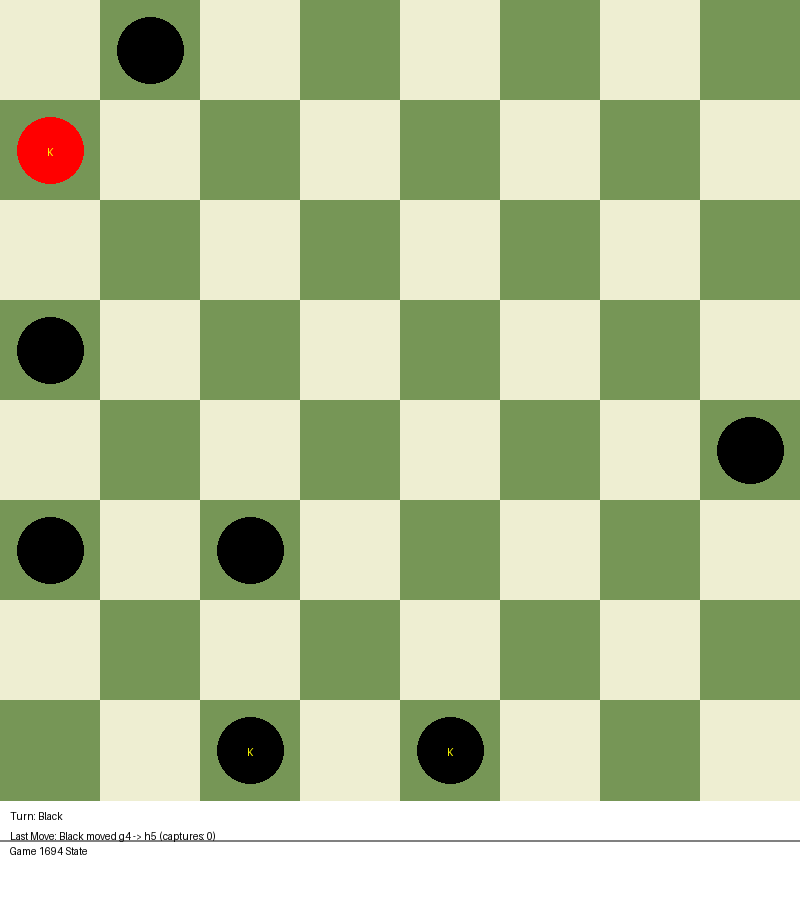 K
K
K
Turn: Black
Last Move: Black moved g4 -> h5 (captures: 0)
Game 1694 State